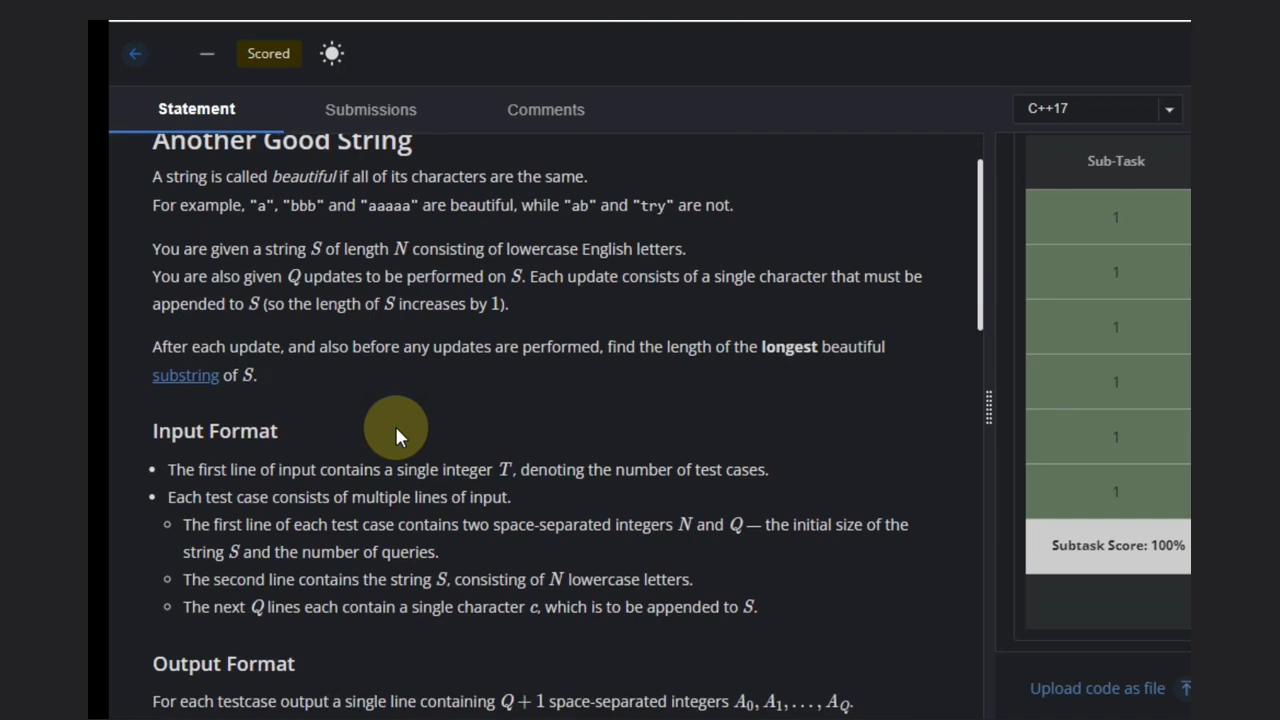 Scored
Statement Submissions Comments
C++17
Another Good String
A string is called beautiful if all of its characters are the same.
For example, "a", "bbb" and "aaaaa" are beautiful, while "ab" and "try" are not.
You are given a string S of length N consisting of lowercase English letters.
You are also given Q updates to be performed on S. Each update consists of a single character that must be
appended to S (so the length of S increases by 1).
After each update, and also before any updates are performed, find the length of the longest beautiful
substring of S.
Input Format
• The first line of input contains a single integer T, denoting the number of test cases.
• Each test case consists of multiple lines of input.
◦ The first line of each test case contains two space-separated integers N and Q — the initial size of the
string S and the number of queries.
◦ The second line contains the string S, consisting of N lowercase letters.
◦ The next Q lines each contain a single character c, which is to be appended to S.
Output Format
For each testcase output a single line containing Q + 1 space-separated integers A₀, A₁, . . . , A_Q.
Sub-Task
1
1
1
1
1
1
Subtask Score: 100%
Upload code as file